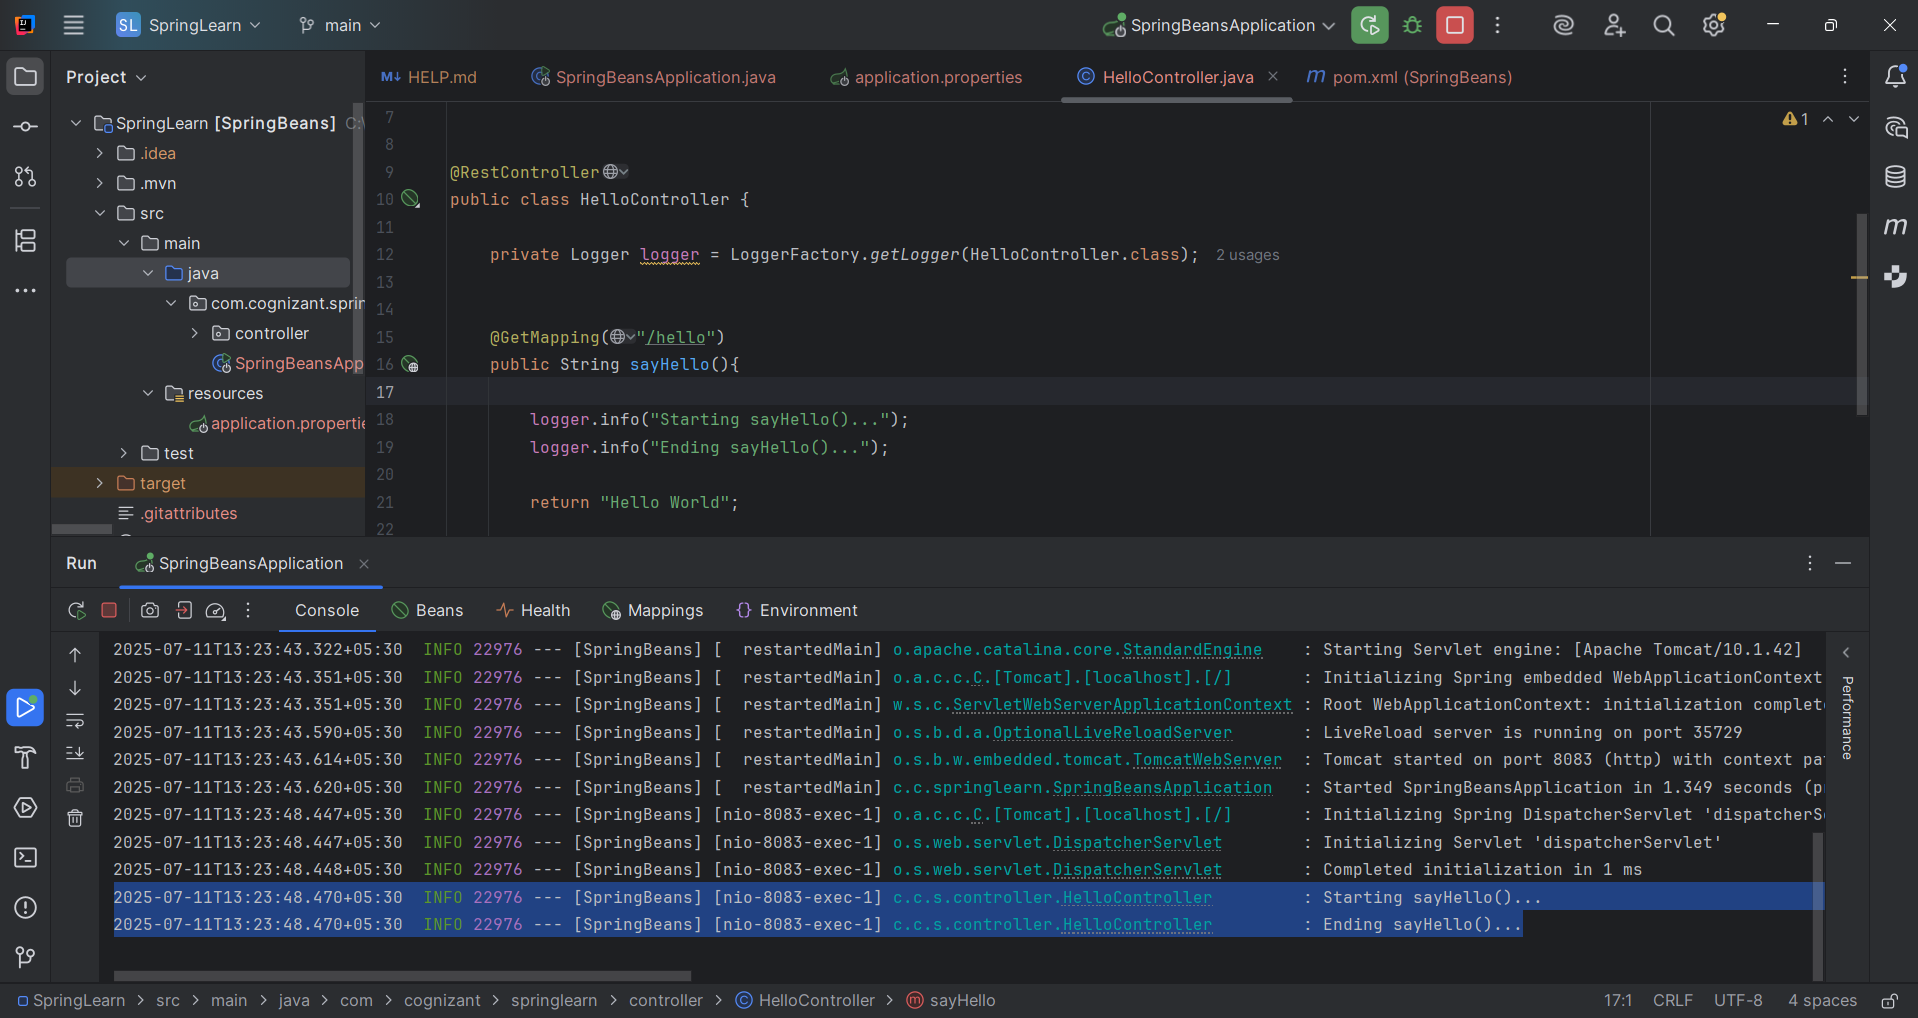 SL SpringLearn main SpringBeansApplication
Project
HELP.md SpringBeansApplication.java application.properties HelloController.java m pom.xml (SpringBeans)
SpringLearn [SpringBeans] C:\
.idea
.mvn
src
main
java
com.cognizant.sprin
controller
SpringBeansApp
resources
application.propertie
test
target
.gitattributes
1
7
8
9 @RestController
10 public class HelloController {
11
12 private Logger logger = LoggerFactory.getLogger(HelloController.class); 2 usages
13
14
15 @GetMapping("/hello")
16 public String sayHello(){
17
18 logger.info("Starting sayHello()...");
19 logger.info("Ending sayHello()...");
20
21 return "Hello World";
22
Run SpringBeansApplication
Console Beans Health Mappings Environment
2025-07-11T13:23:43.322+05:30 INFO 22976 --- [SpringBeans] [ restartedMain] o.apache.catalina.core.StandardEngine : Starting Servlet engine: [Apache Tomcat/10.1.42]
2025-07-11T13:23:43.351+05:30 INFO 22976 --- [SpringBeans] [ restartedMain] o.a.c.c.C.[Tomcat].[localhost].[/] : Initializing Spring embedded WebApplicationContext
2025-07-11T13:23:43.351+05:30 INFO 22976 --- [SpringBeans] [ restartedMain] w.s.c.ServletWebServerApplicationContext : Root WebApplicationContext: initialization complete
2025-07-11T13:23:43.590+05:30 INFO 22976 --- [SpringBeans] [ restartedMain] o.s.b.d.a.OptionalLiveReloadServer : LiveReload server is running on port 35729
2025-07-11T13:23:43.614+05:30 INFO 22976 --- [SpringBeans] [ restartedMain] o.s.b.w.embedded.tomcat.TomcatWebServer : Tomcat started on port 8083 (http) with context pa
2025-07-11T13:23:43.620+05:30 INFO 22976 --- [SpringBeans] [ restartedMain] c.c.springlearn.SpringBeansApplication : Started SpringBeansApplication in 1.349 seconds (p
2025-07-11T13:23:48.447+05:30 INFO 22976 --- [SpringBeans] [nio-8083-exec-1] o.a.c.c.C.[Tomcat].[localhost].[/] : Initializing Spring DispatcherServlet 'dispatcherS
2025-07-11T13:23:48.447+05:30 INFO 22976 --- [SpringBeans] [nio-8083-exec-1] o.s.web.servlet.DispatcherServlet : Initializing Servlet 'dispatcherServlet'
2025-07-11T13:23:48.448+05:30 INFO 22976 --- [SpringBeans] [nio-8083-exec-1] o.s.web.servlet.DispatcherServlet : Completed initialization in 1 ms
2025-07-11T13:23:48.470+05:30 INFO 22976 --- [SpringBeans] [nio-8083-exec-1] c.c.s.controller.HelloController : Starting sayHello()...
2025-07-11T13:23:48.470+05:30 INFO 22976 --- [SpringBeans] [nio-8083-exec-1] c.c.s.controller.HelloController : Ending sayHello()...
Performance
SpringLearn > src > main > java > com > cognizant > springlearn > controller > HelloController > sayHello 17:1 CRLF UTF-8 4 spaces